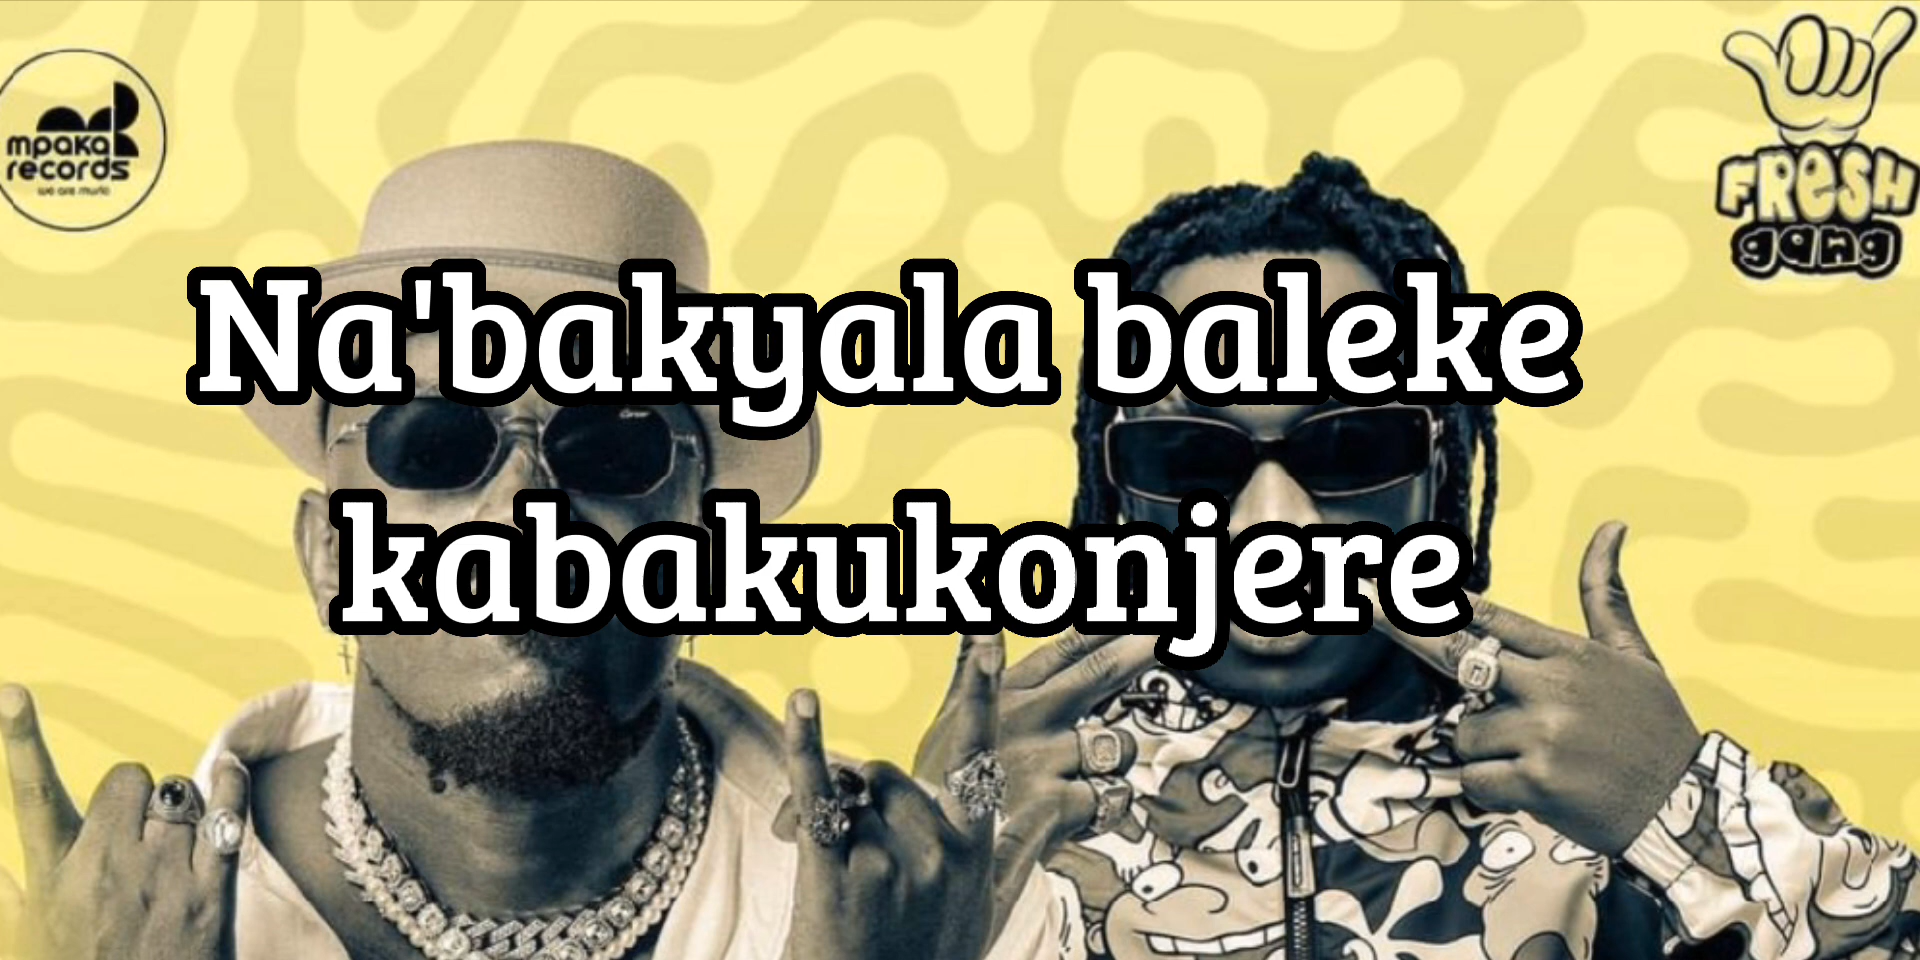 mpaka
records
we are music
FRESH
gang
Na'bakyala baleke
kabakukonjere